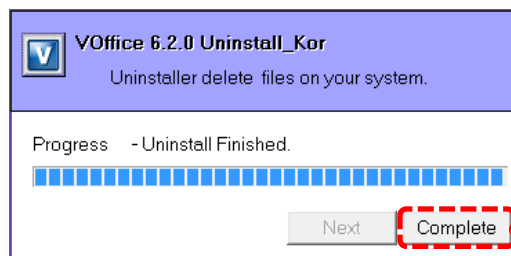 V
VOffice 6.2.0 Uninstall_Kor
Uninstaller delete files on your system.
Progress - Uninstall Finished.
Next Complete